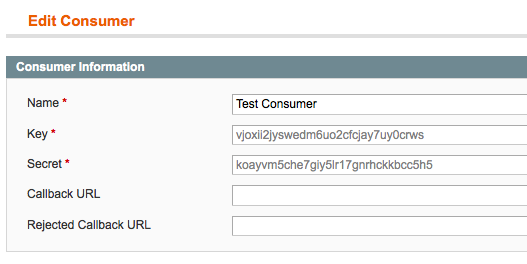 Edit Consumer
Consumer Information
Name * Test Consumer
Key * vjoxii2jyswedm6uo2cfcjay7uy0crws
Secret * koayvm5che7giy5lr17gnrhckkbcc5h5
Callback URL
Rejected Callback URL